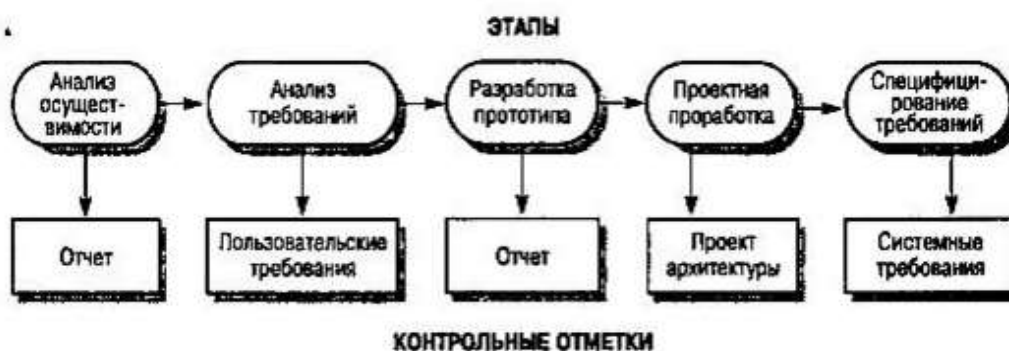 ЭТАПЫ
Анализ
осущест-
вимости
Анализ
требований
Разработка
прототипа
Проектная
проработка
Специфици-
рование
требований
Отчет
Пользовательские
требования
Отчет
Проект
архитектуры
Системные
требования
КОНТРОЛЬНЫЕ ОТМЕТКИ